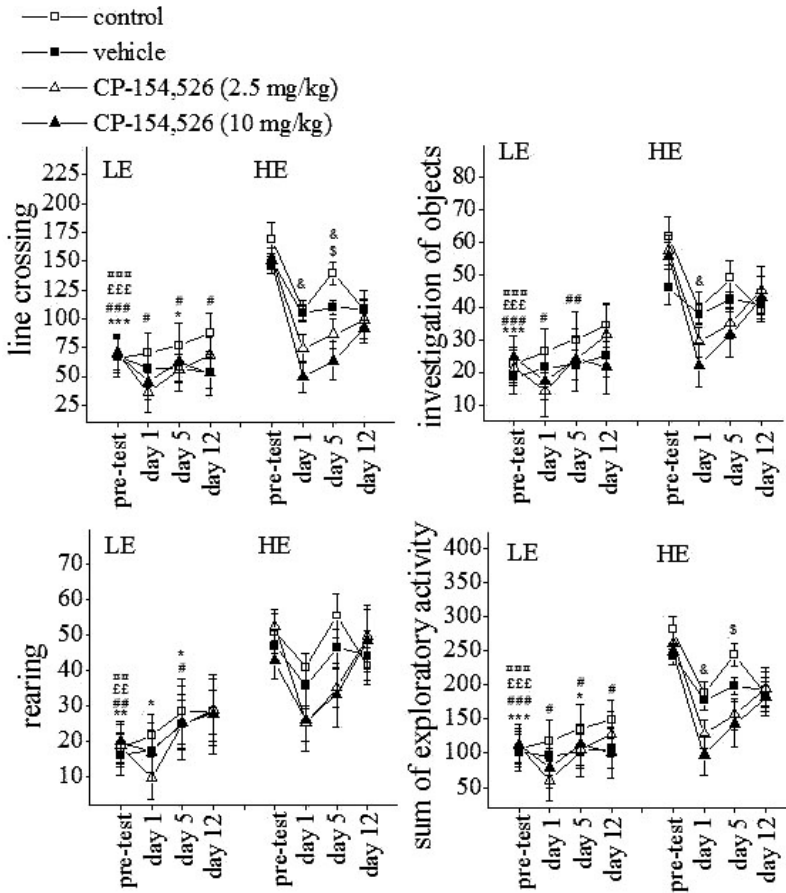 control
vehicle
CP-154,526 (2.5 mg/kg)
CP-154,526 (10 mg/kg)
line crossing
225
200
175
150
125
100
75
50
25
LE
HE
¤¤¤
£££
###
***
#
#
*
#
&
&
$
pre-test
day 1
day 5
day 12
pre-test
day 1
day 5
day 12
investigation of objects
80
70
60
50
40
30
20
10
LE
HE
¤¤¤
£££
###
***
#
##
&
pre-test
day 1
day 5
day 12
pre-test
day 1
day 5
day 12
rearing
70
60
50
40
30
20
10
LE
HE
¤¤
££
##
**
*
*
#
pre-test
day 1
day 5
day 12
pre-test
day 1
day 5
day 12
sum of exploratory activity
400
350
300
250
200
150
100
50
LE
HE
¤¤¤
£££
###
***
#
#
*
#
&
$
pre-test
day 1
day 5
day 12
pre-test
day 1
day 5
day 12